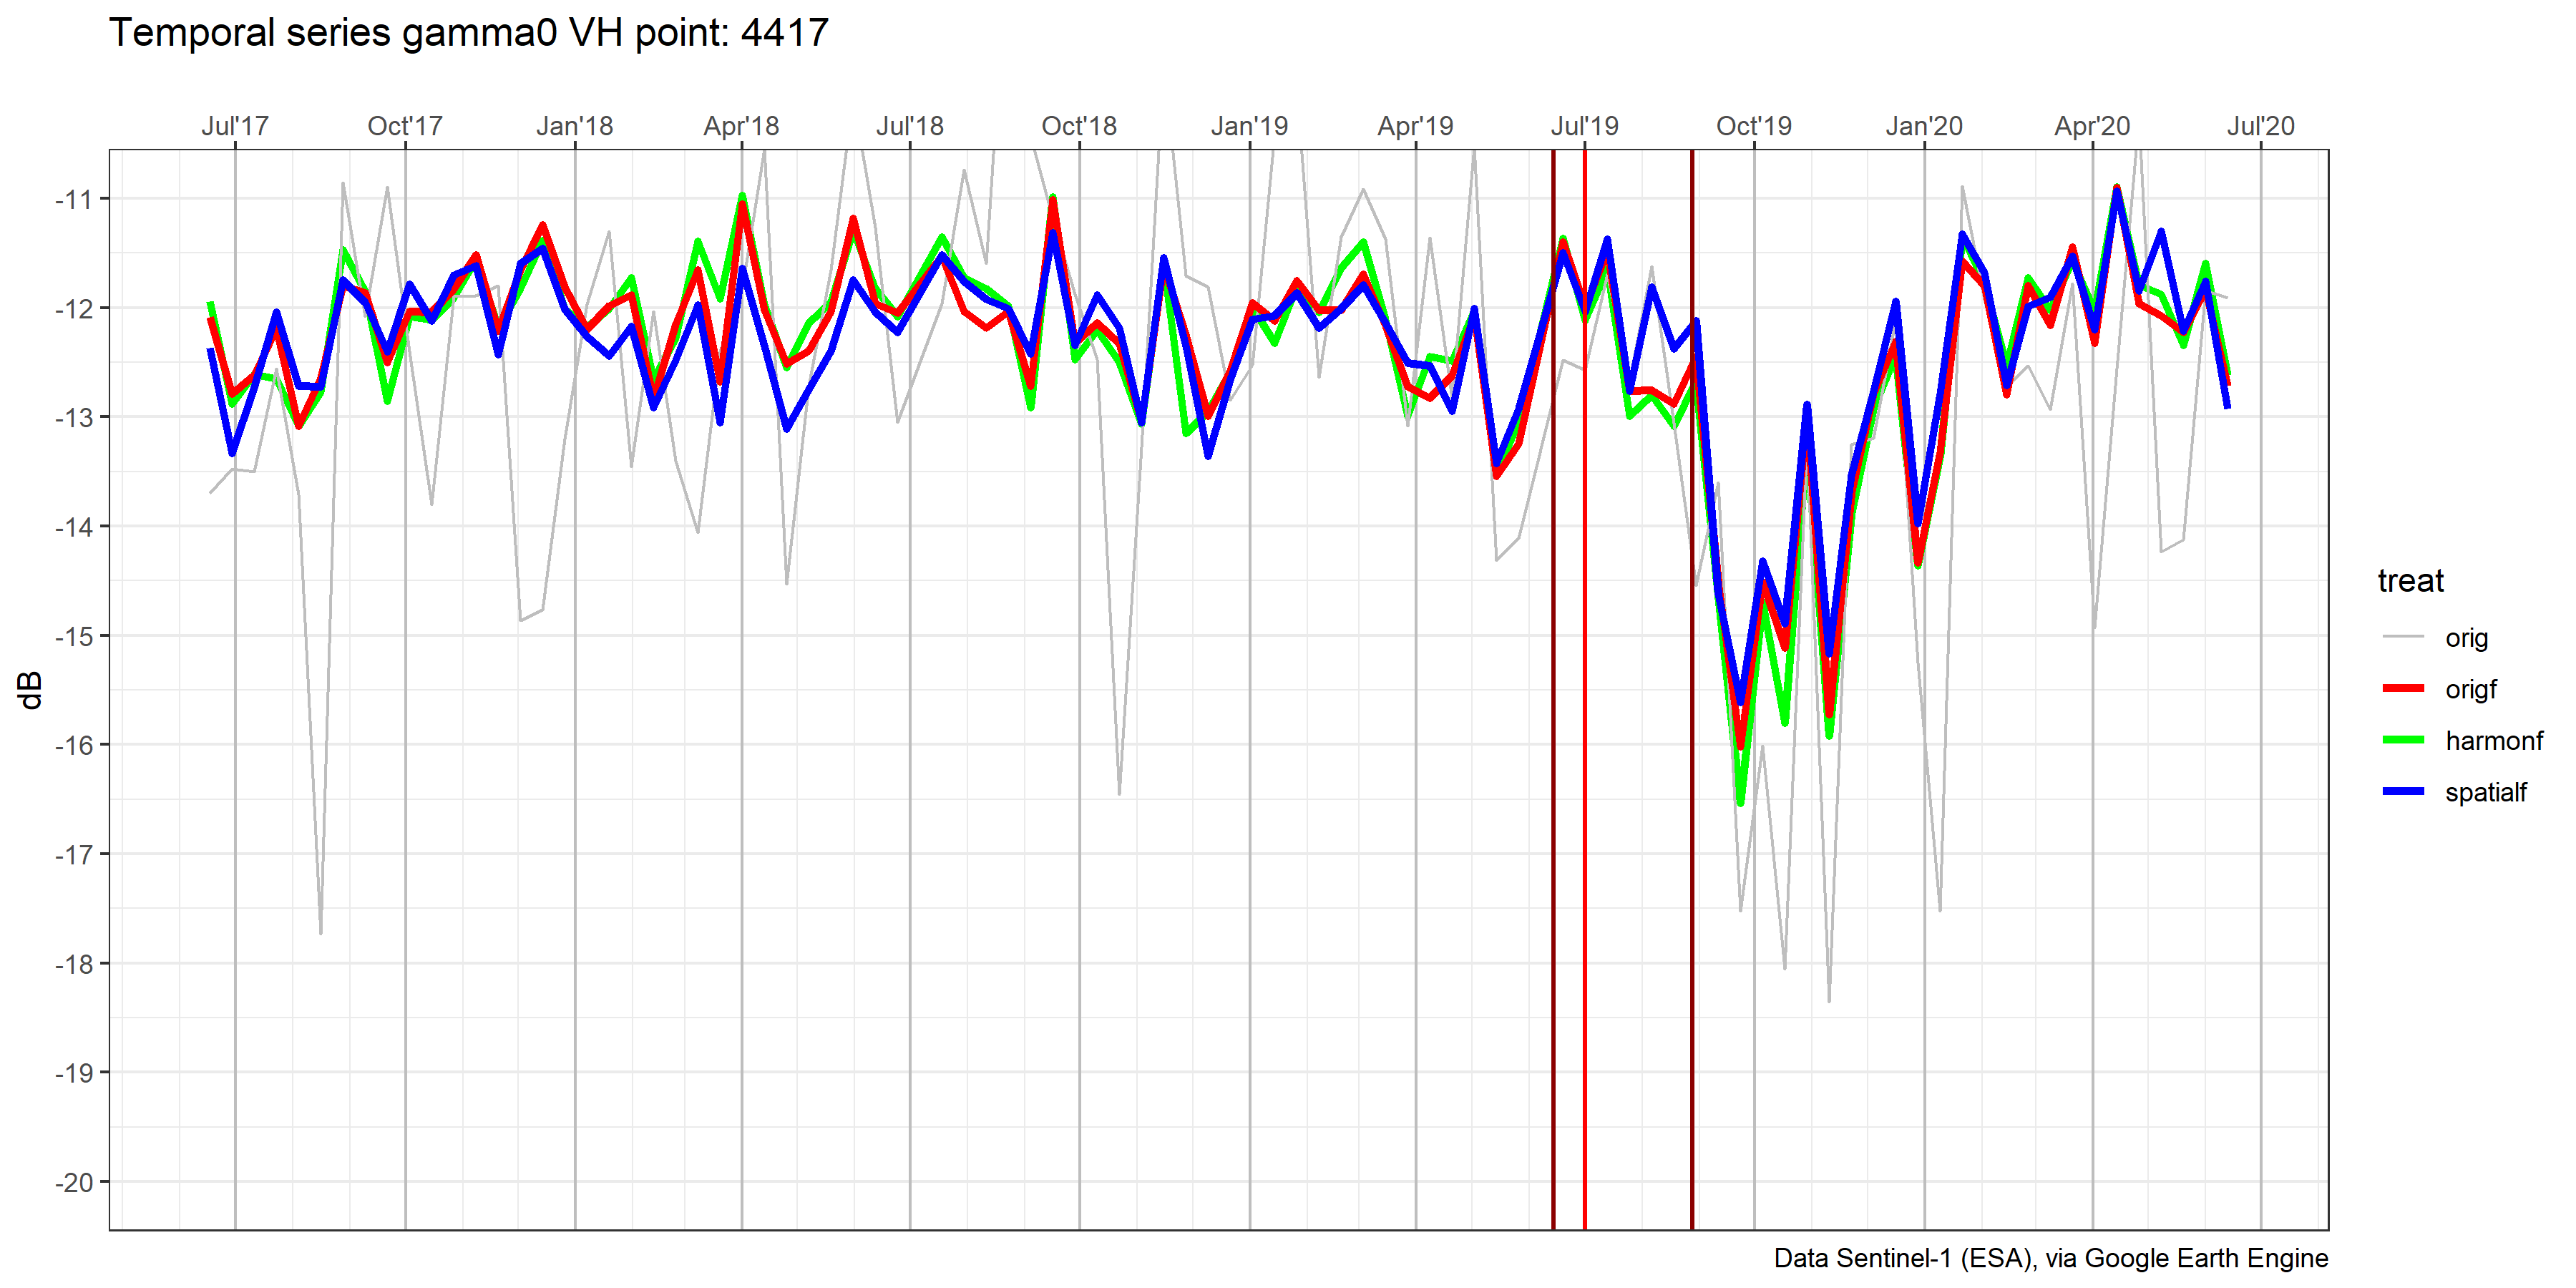 Temporal series gamma0 VH point: 4417
Jul'17 Oct'17 Jan'18 Apr'18 Jul'18 Oct'18 Jan'19 Apr'19 Jul'19 Oct'19 Jan'20 Apr'20 Jul'20
-11
-12
-13
-14
-15
-16
-17
-18
-19
-20
dB
treat
orig
origf
harmonf
spatialf
Data Sentinel-1 (ESA), via Google Earth Engine